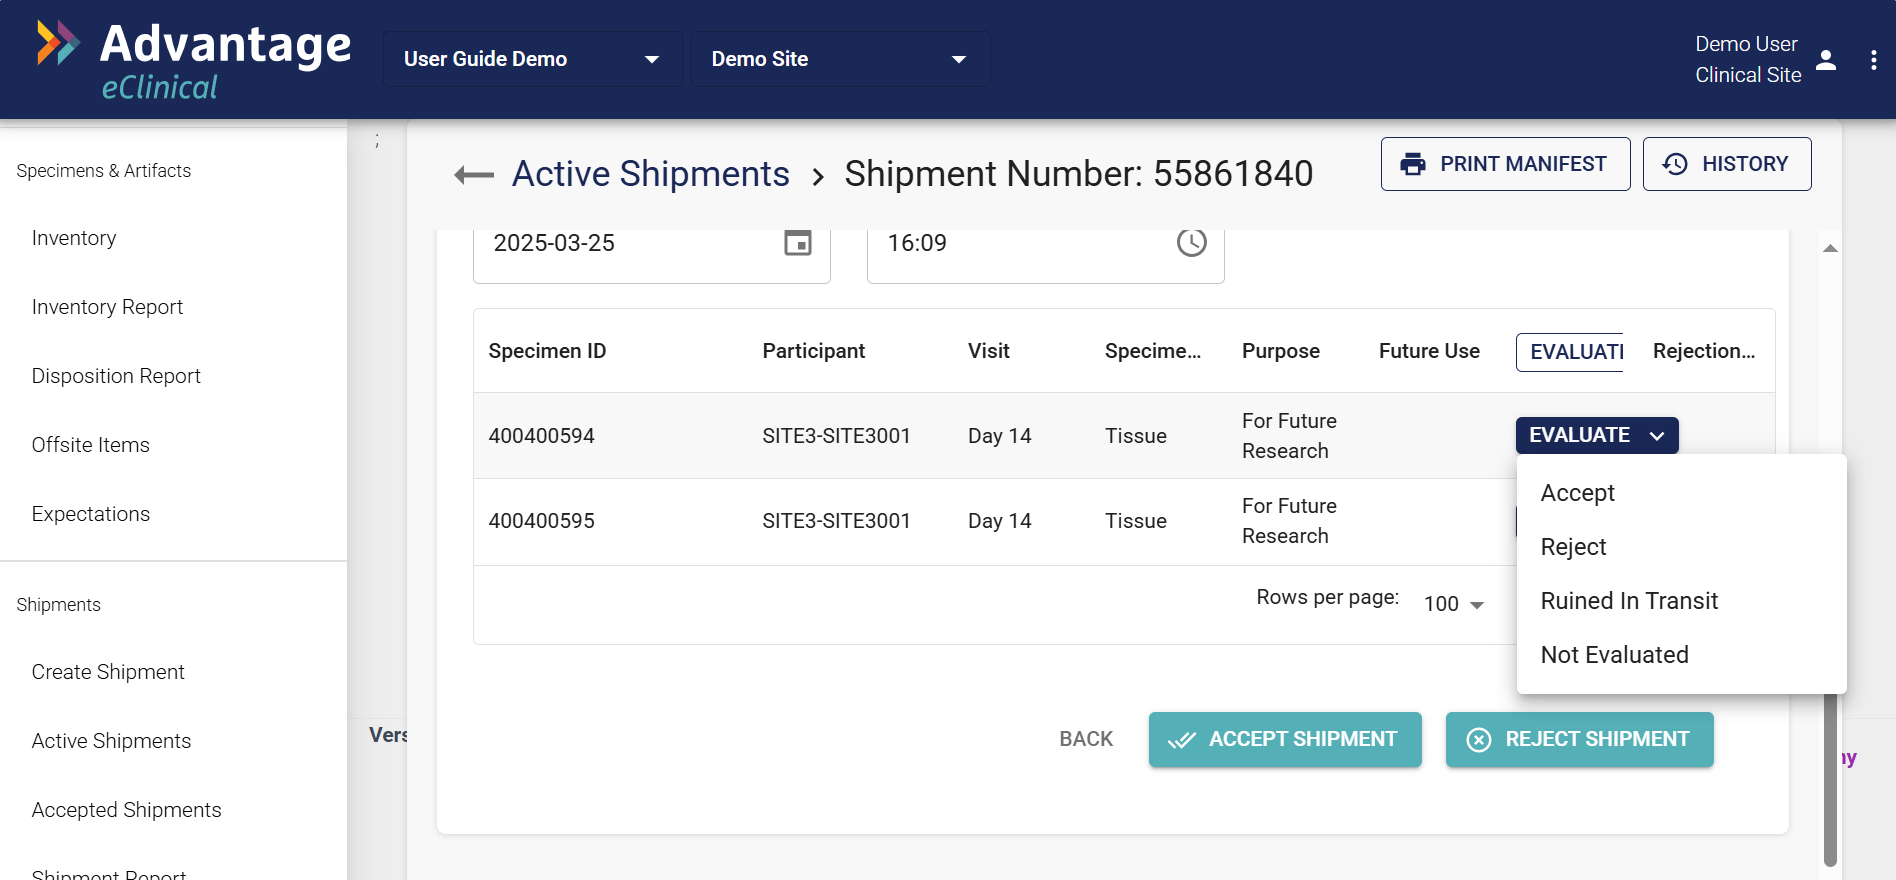 Advantage
eClinical
User Guide Demo
Demo Site
Demo User
Clinical Site
Specimens & Artifacts
Inventory
Inventory Report
Disposition Report
Offsite Items
Expectations
Shipments
Create Shipment
Active Shipments
Accepted Shipments
Shipment Report
;
Active Shipments › Shipment Number: 55861840
PRINT MANIFEST
HISTORY
2025-03-25
16:09
Specimen ID Participant Visit Specime... Purpose Future Use EVALUATI Rejection...
400400594 SITE3-SITE3001 Day 14 Tissue For Future Research EVALUATE
400400595 SITE3-SITE3001 Day 14 Tissue For Future Research
Accept
Reject
Ruined In Transit
Not Evaluated
Rows per page: 100
BACK
ACCEPT SHIPMENT
REJECT SHIPMENT
Vers